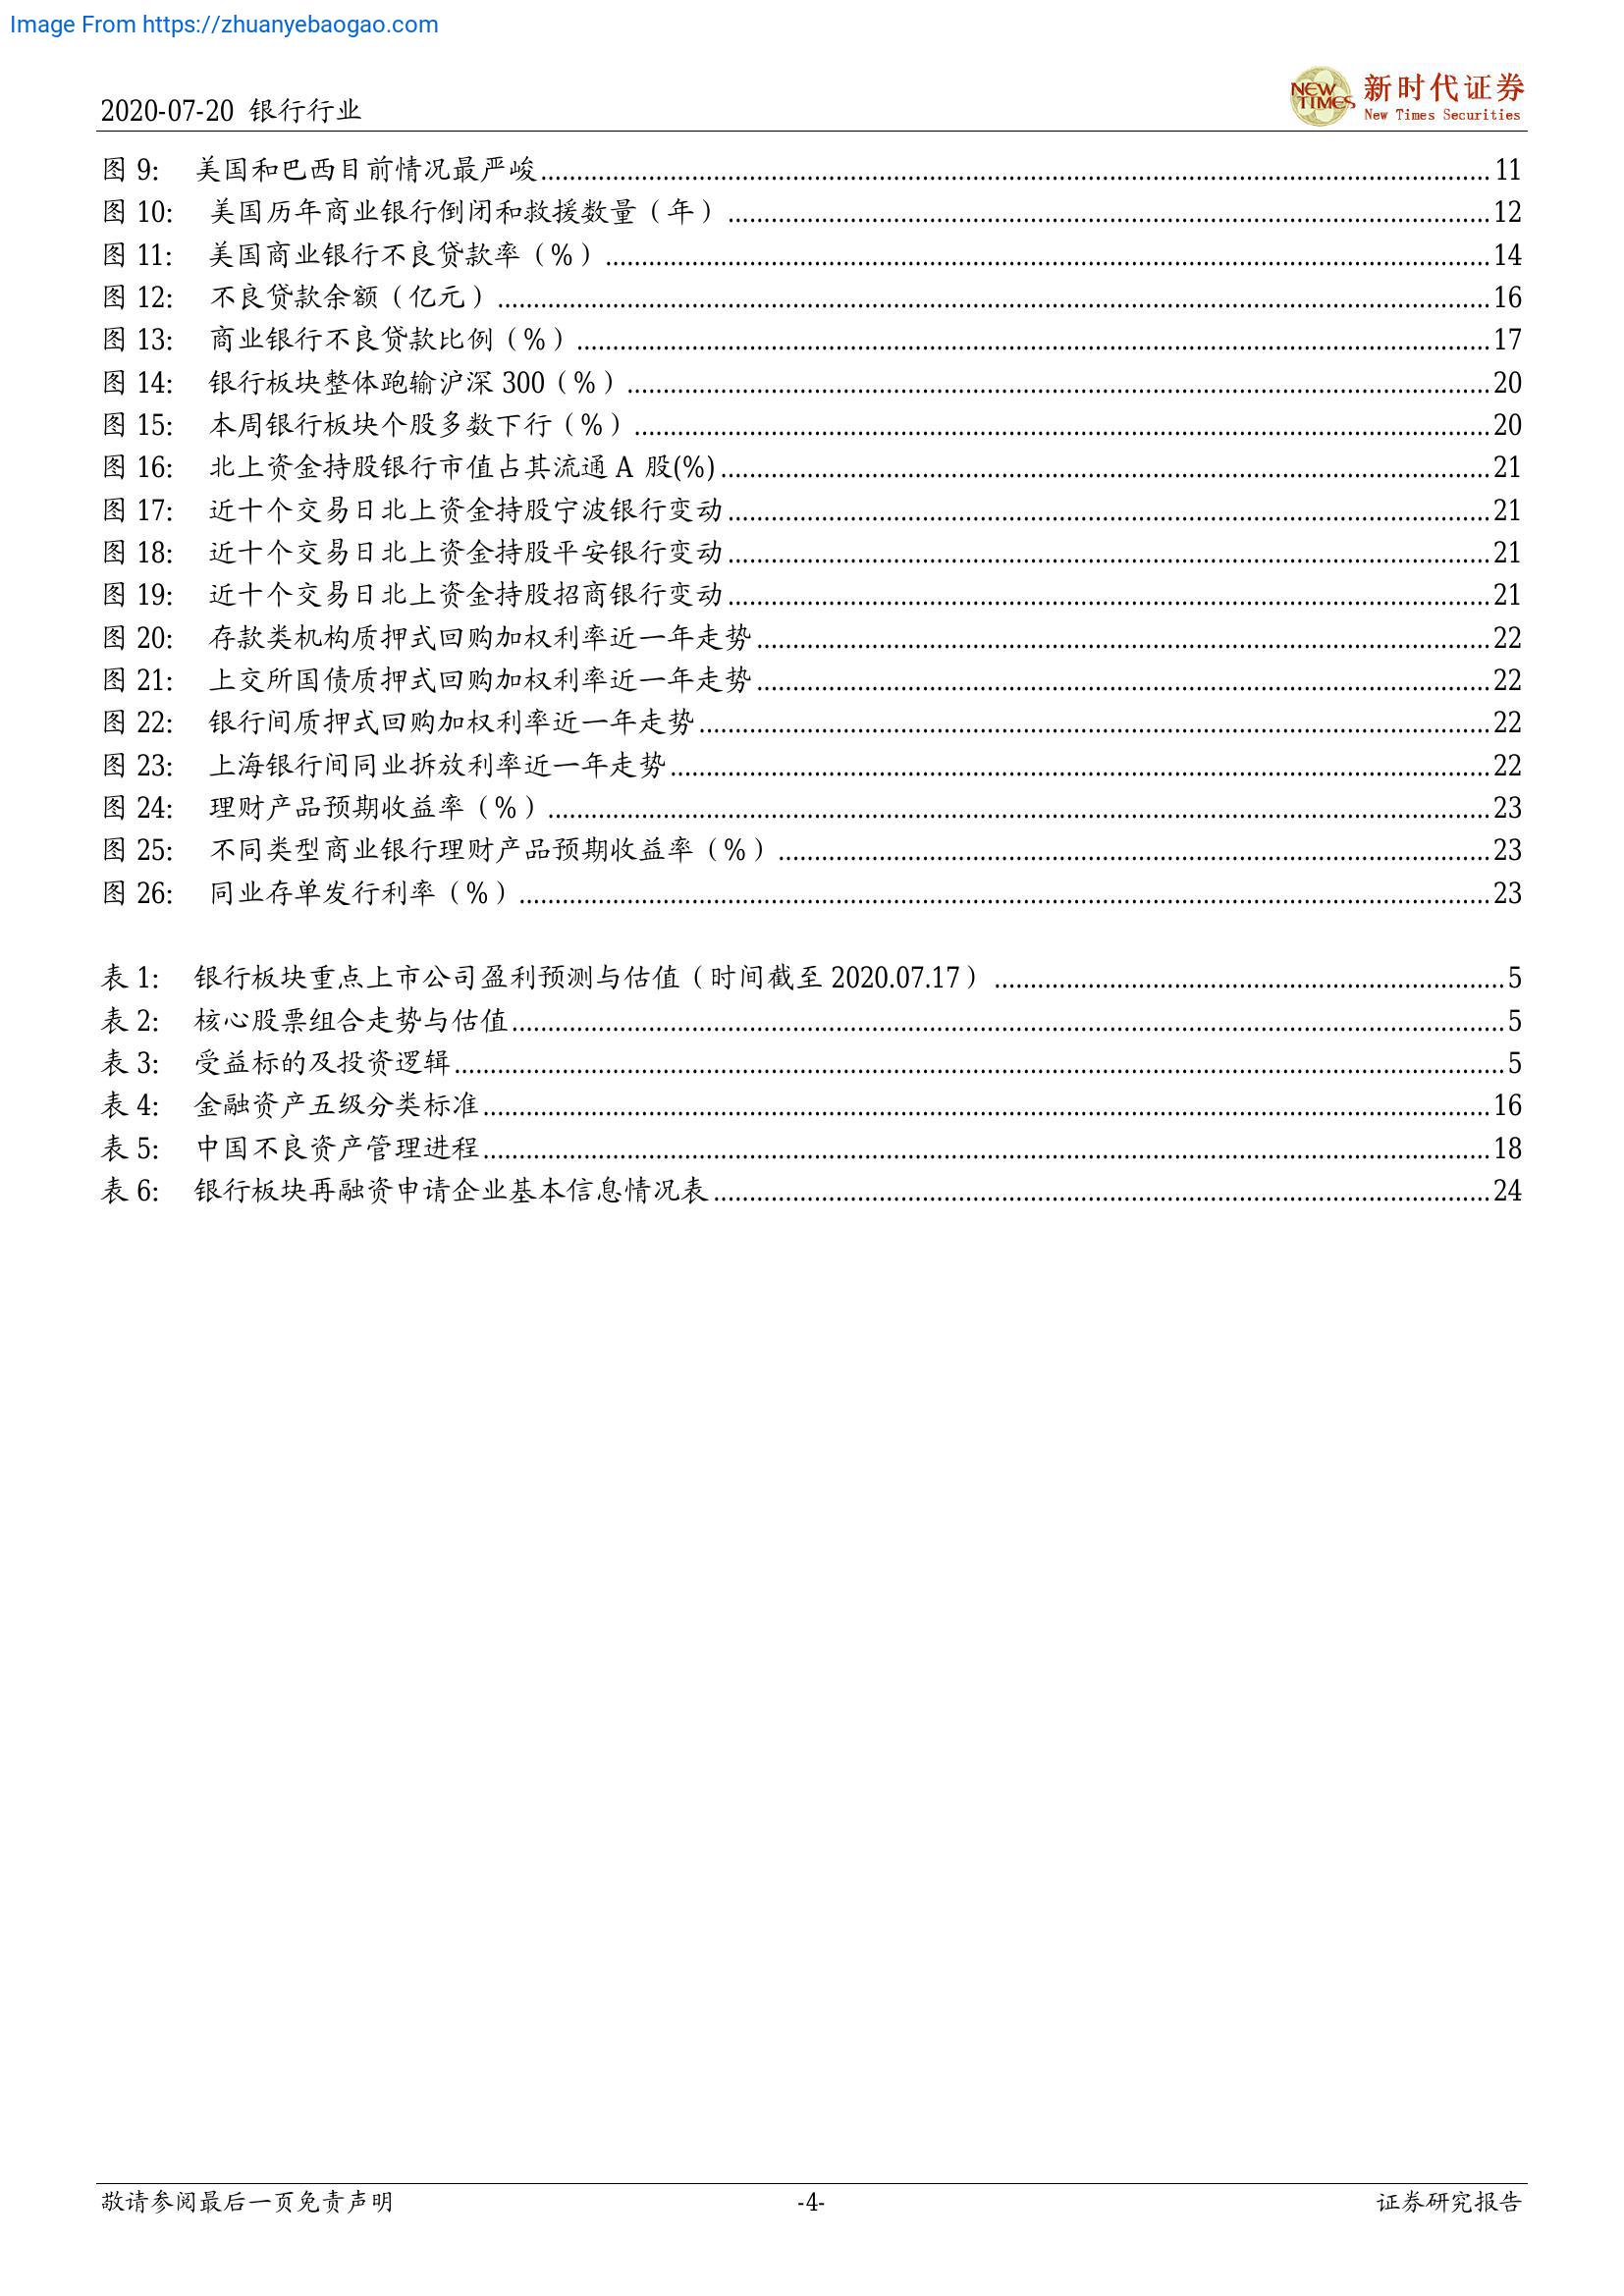 Image From https://zhuanyebaogao.com
2020-07-20 银行行业
NEW TIMES
新时代证券
New Times Securities
图 9: 美国和巴西目前情况最严峻 11
图 10: 美国历年商业银行倒闭和救援数量（年） 12
图 11: 美国商业银行不良贷款率（%） 14
图 12: 不良贷款余额（亿元） 16
图 13: 商业银行不良贷款比例（%） 17
图 14: 银行板块整体跑输沪深 300（%） 20
图 15: 本周银行板块个股多数下行（%） 20
图 16: 北上资金持股银行市值占其流通 A 股(%) 21
图 17: 近十个交易日北上资金持股宁波银行变动 21
图 18: 近十个交易日北上资金持股平安银行变动 21
图 19: 近十个交易日北上资金持股招商银行变动 21
图 20: 存款类机构质押式回购加权利率近一年走势 22
图 21: 上交所国债质押式回购加权利率近一年走势 22
图 22: 银行间质押式回购加权利率近一年走势 22
图 23: 上海银行间同业拆放利率近一年走势 22
图 24: 理财产品预期收益率（%） 23
图 25: 不同类型商业银行理财产品预期收益率（%） 23
图 26: 同业存单发行利率（%） 23
表 1: 银行板块重点上市公司盈利预测与估值（时间截至 2020.07.17） 5
表 2: 核心股票组合走势与估值 5
表 3: 受益标的及投资逻辑 5
表 4: 金融资产五级分类标准 16
表 5: 中国不良资产管理进程 18
表 6: 银行板块再融资申请企业基本信息情况表 24
敬请参阅最后一页免责声明 -4- 证券研究报告